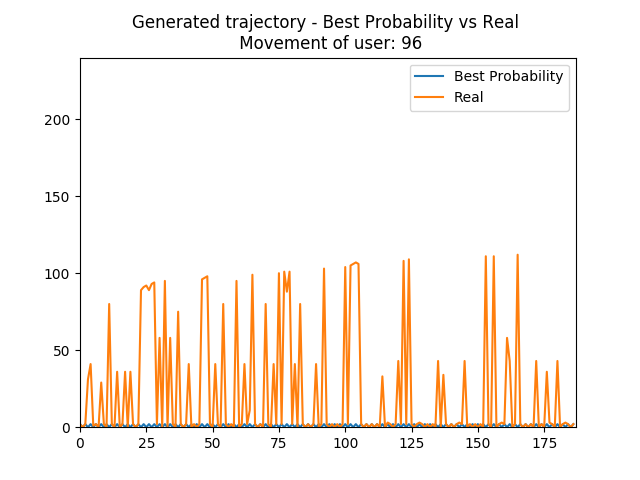 Generated trajectory - Best Probability vs Real
Movement of user: 96
Best Probability
Real
200
150
100
50
0
0 25 50 75 100 125 150 175